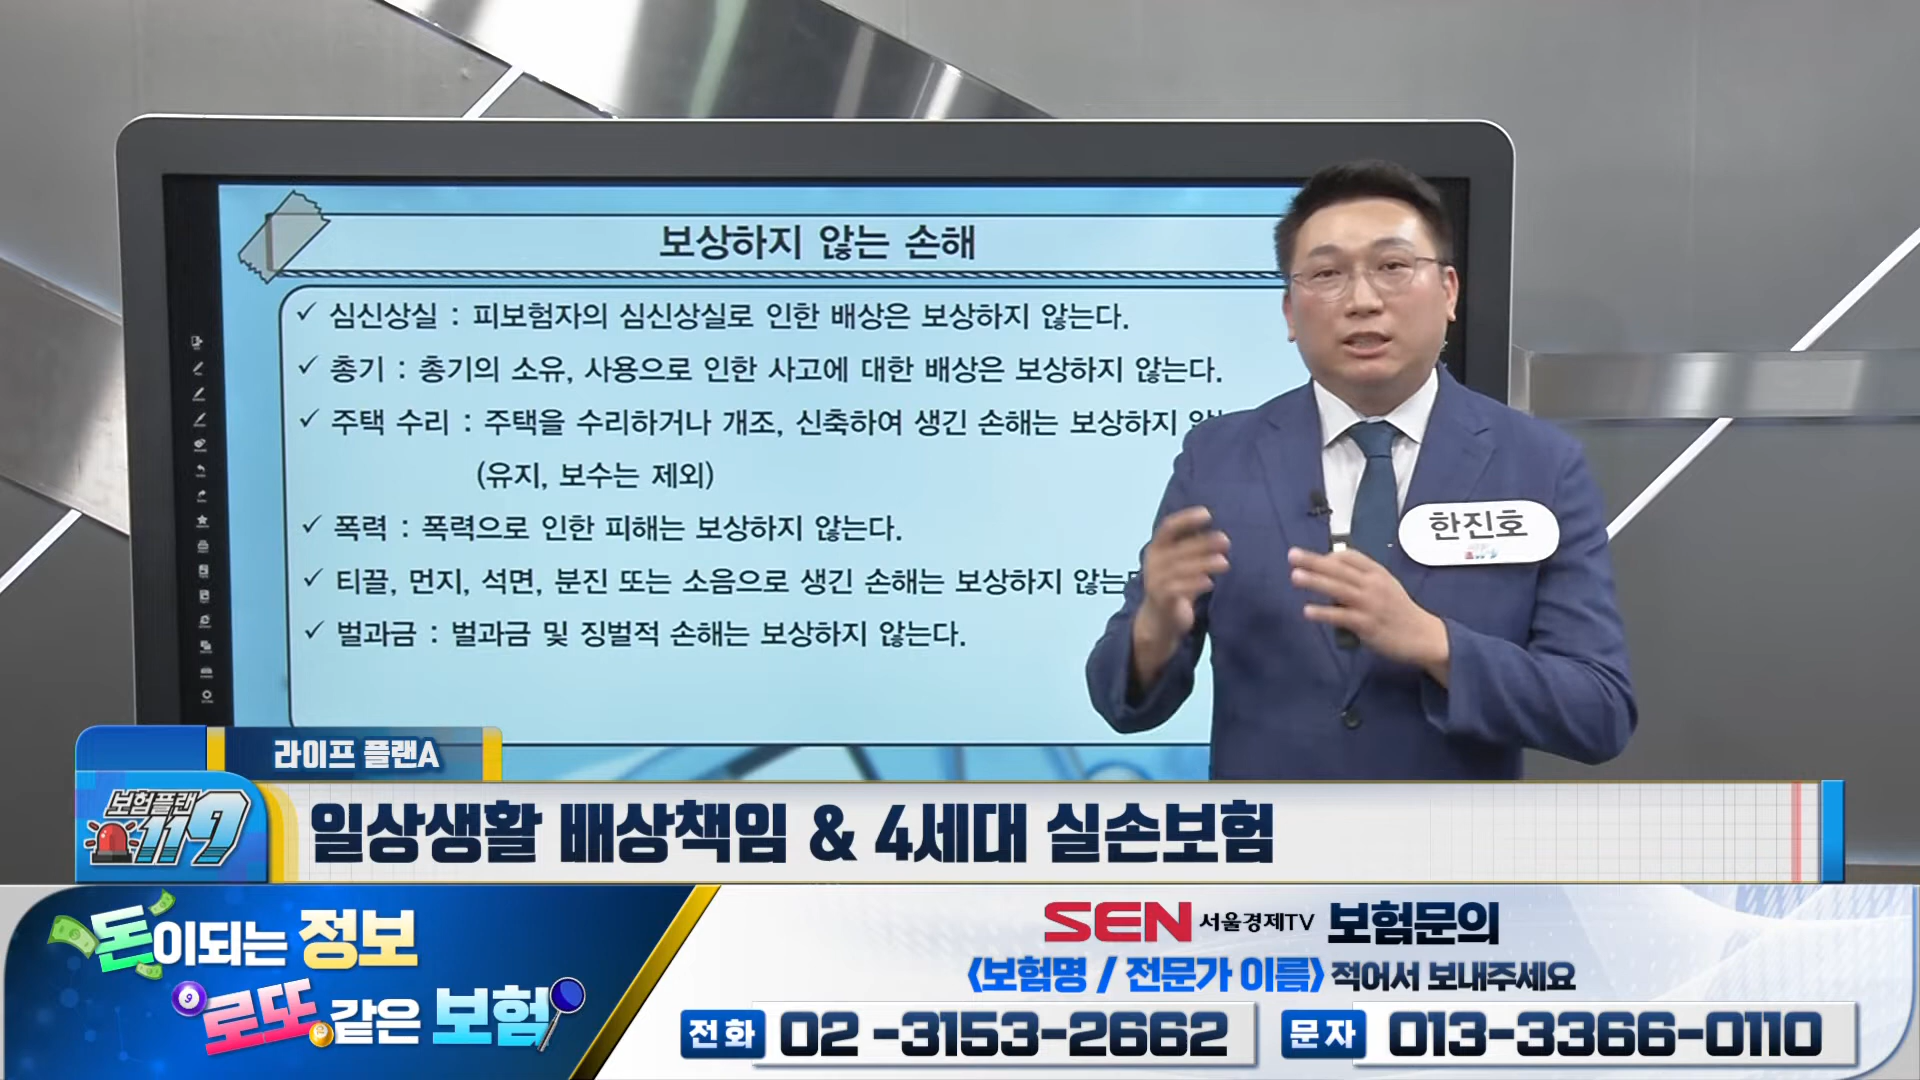 보상하지 않는 손해
✓ 심신상실 : 피보험자의 심신상실로 인한 배상은 보상하지 않는다.
✓ 총기 : 총기의 소유, 사용으로 인한 사고에 대한 배상은 보상하지 않는다.
✓ 주택 수리 : 주택을 수리하거나 개조, 신축하여 생긴 손해는 보상하지
(유지, 보수는 제외)
✓ 폭력 : 폭력으로 인한 피해는 보상하지 않는다.
✓ 티끌, 먼지, 석면, 분진 또는 소음으로 생긴 손해는 보상하지 않는
✓ 벌과금 : 벌과금 및 징벌적 손해는 보상하지 않는다.
한진호
라이프 플랜A
보험플랜
119
일상생활 배상책임 & 4세대 실손보험
돈이되는 정보
로또 같은 보험
SEN 서울경제TV 보험문의
<보험명 / 전문가 이름> 적어서 보내주세요
전화 02-3153-2662
문자 013-3366-0110